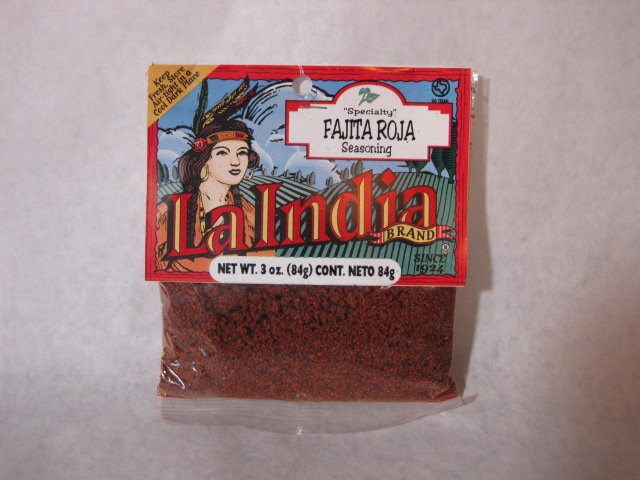 Keep
Fresh. Store
Air-tight in a
Cool Dark Place
"Specialty"
FAJITA ROJA
Seasoning
La India
BRAND
®
SINCE
1924
NET WT. 3 oz. (84g) CONT. NETO 84g